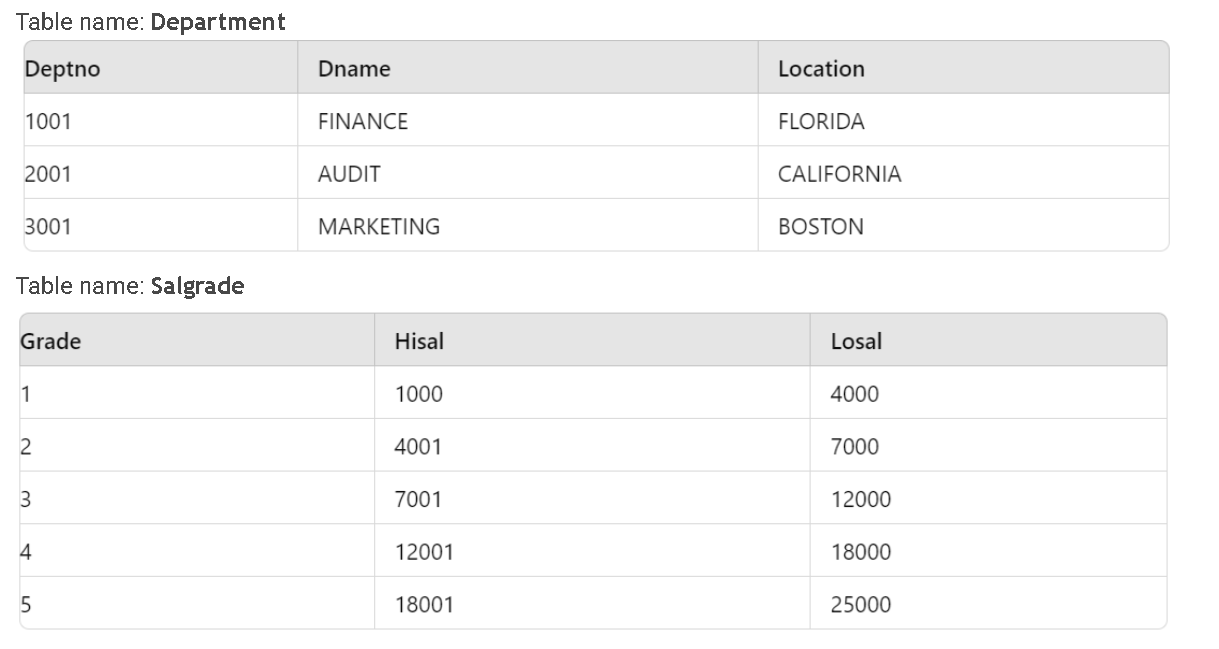 Table name: Department
Deptno Dname Location
1001 FINANCE FLORIDA
2001 AUDIT CALIFORNIA
3001 MARKETING BOSTON
Table name: Salgrade
Grade Hisal Losal
1 1000 4000
2 4001 7000
3 7001 12000
4 12001 18000
5 18001 25000